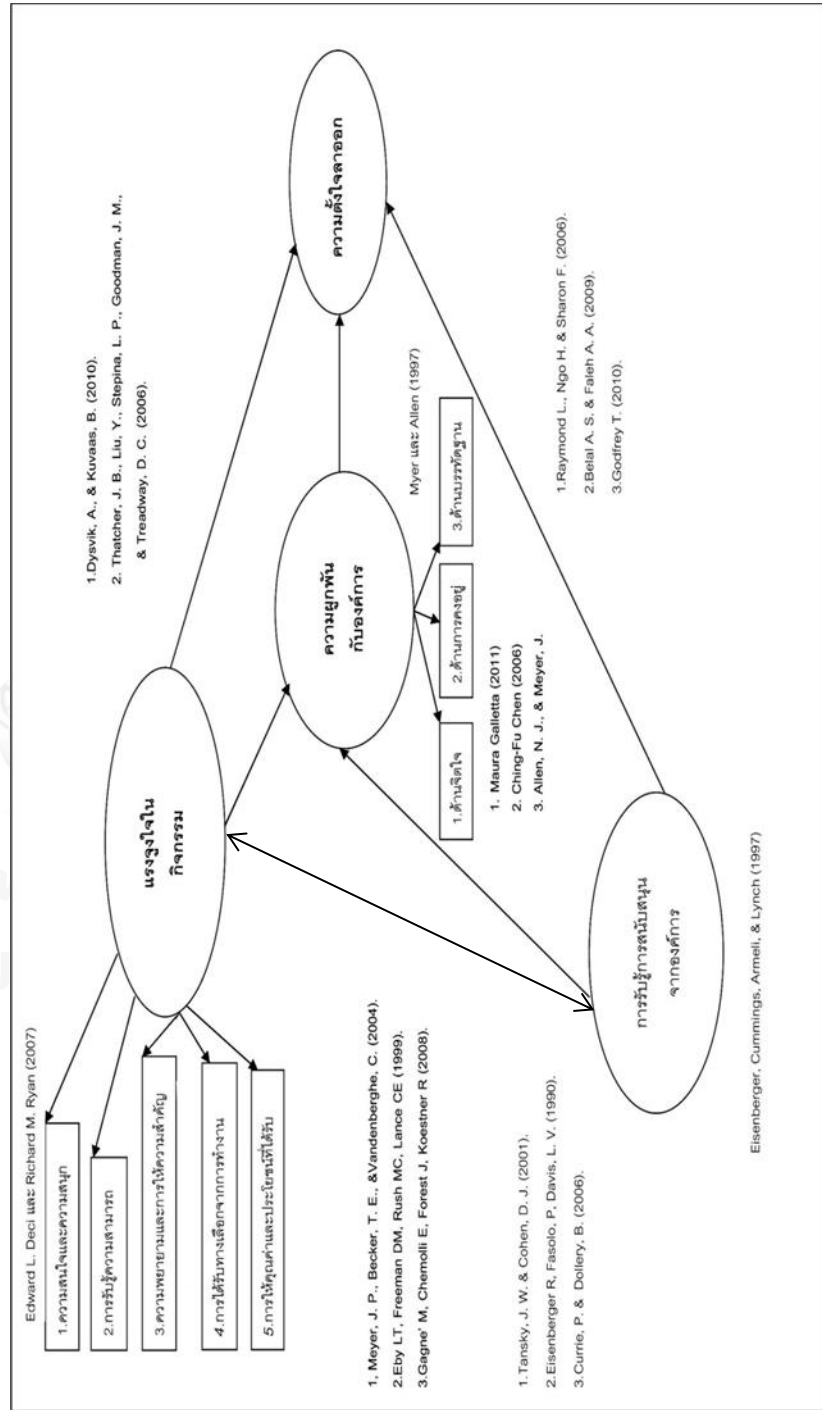 Edward L. Deci และ Richard M. Ryan (2007)
1.ความสนใจและความสนุก
2.การรับรู้ความสามารถ
3.ความพยายามและการให้ความสำคัญ
4.การได้รับทางเลือกจากการทำงาน
5.การให้คุณค่าและประโยชน์ที่ได้รับ
แรงจูงใจใน
กิจกรรม
1.Dysvik, A., & Kuvaas, B. (2010).
2. Thatcher, J. B., Liu, Y., Stepina, L. P., Goodman, J. M.,
& Treadway, D. C. (2006).
ความตั้งใจลาออก
1. Meyer, J. P., Becker, T. E., &Vandenberghe, C. (2004).
2.Eby LT, Freeman DM, Rush MC, Lance CE (1999).
3.Gagne' M, Chemolli E, Forest J, Koestner R (2008).
ความผูกพัน
กับองค์การ
Myer และ Allen (1997)
1.ด้านจิตใจ
2.ด้านการคงอยู่
3.ด้านบรรทัดฐาน
1. Maura Galletta (2011)
2. Ching-Fu Chen (2006)
3. Allen, N. J., & Meyer, J.
1.Tansky, J. W. & Cohen, D. J. (2001).
2.Eisenberger R, Fasolo, P, Davis, L. V. (1990).
3.Currie, P. & Dollery, B. (2006).
การรับรู้การสนับสนุน
จากองค์การ
1.Raymond L., Ngo H. & Sharon F. (2006).
2.Belal A. S. & Faleh A. A. (2009).
3.Godfrey T. (2010).
Eisenberger, Cummings, Armeli, & Lynch (1997)